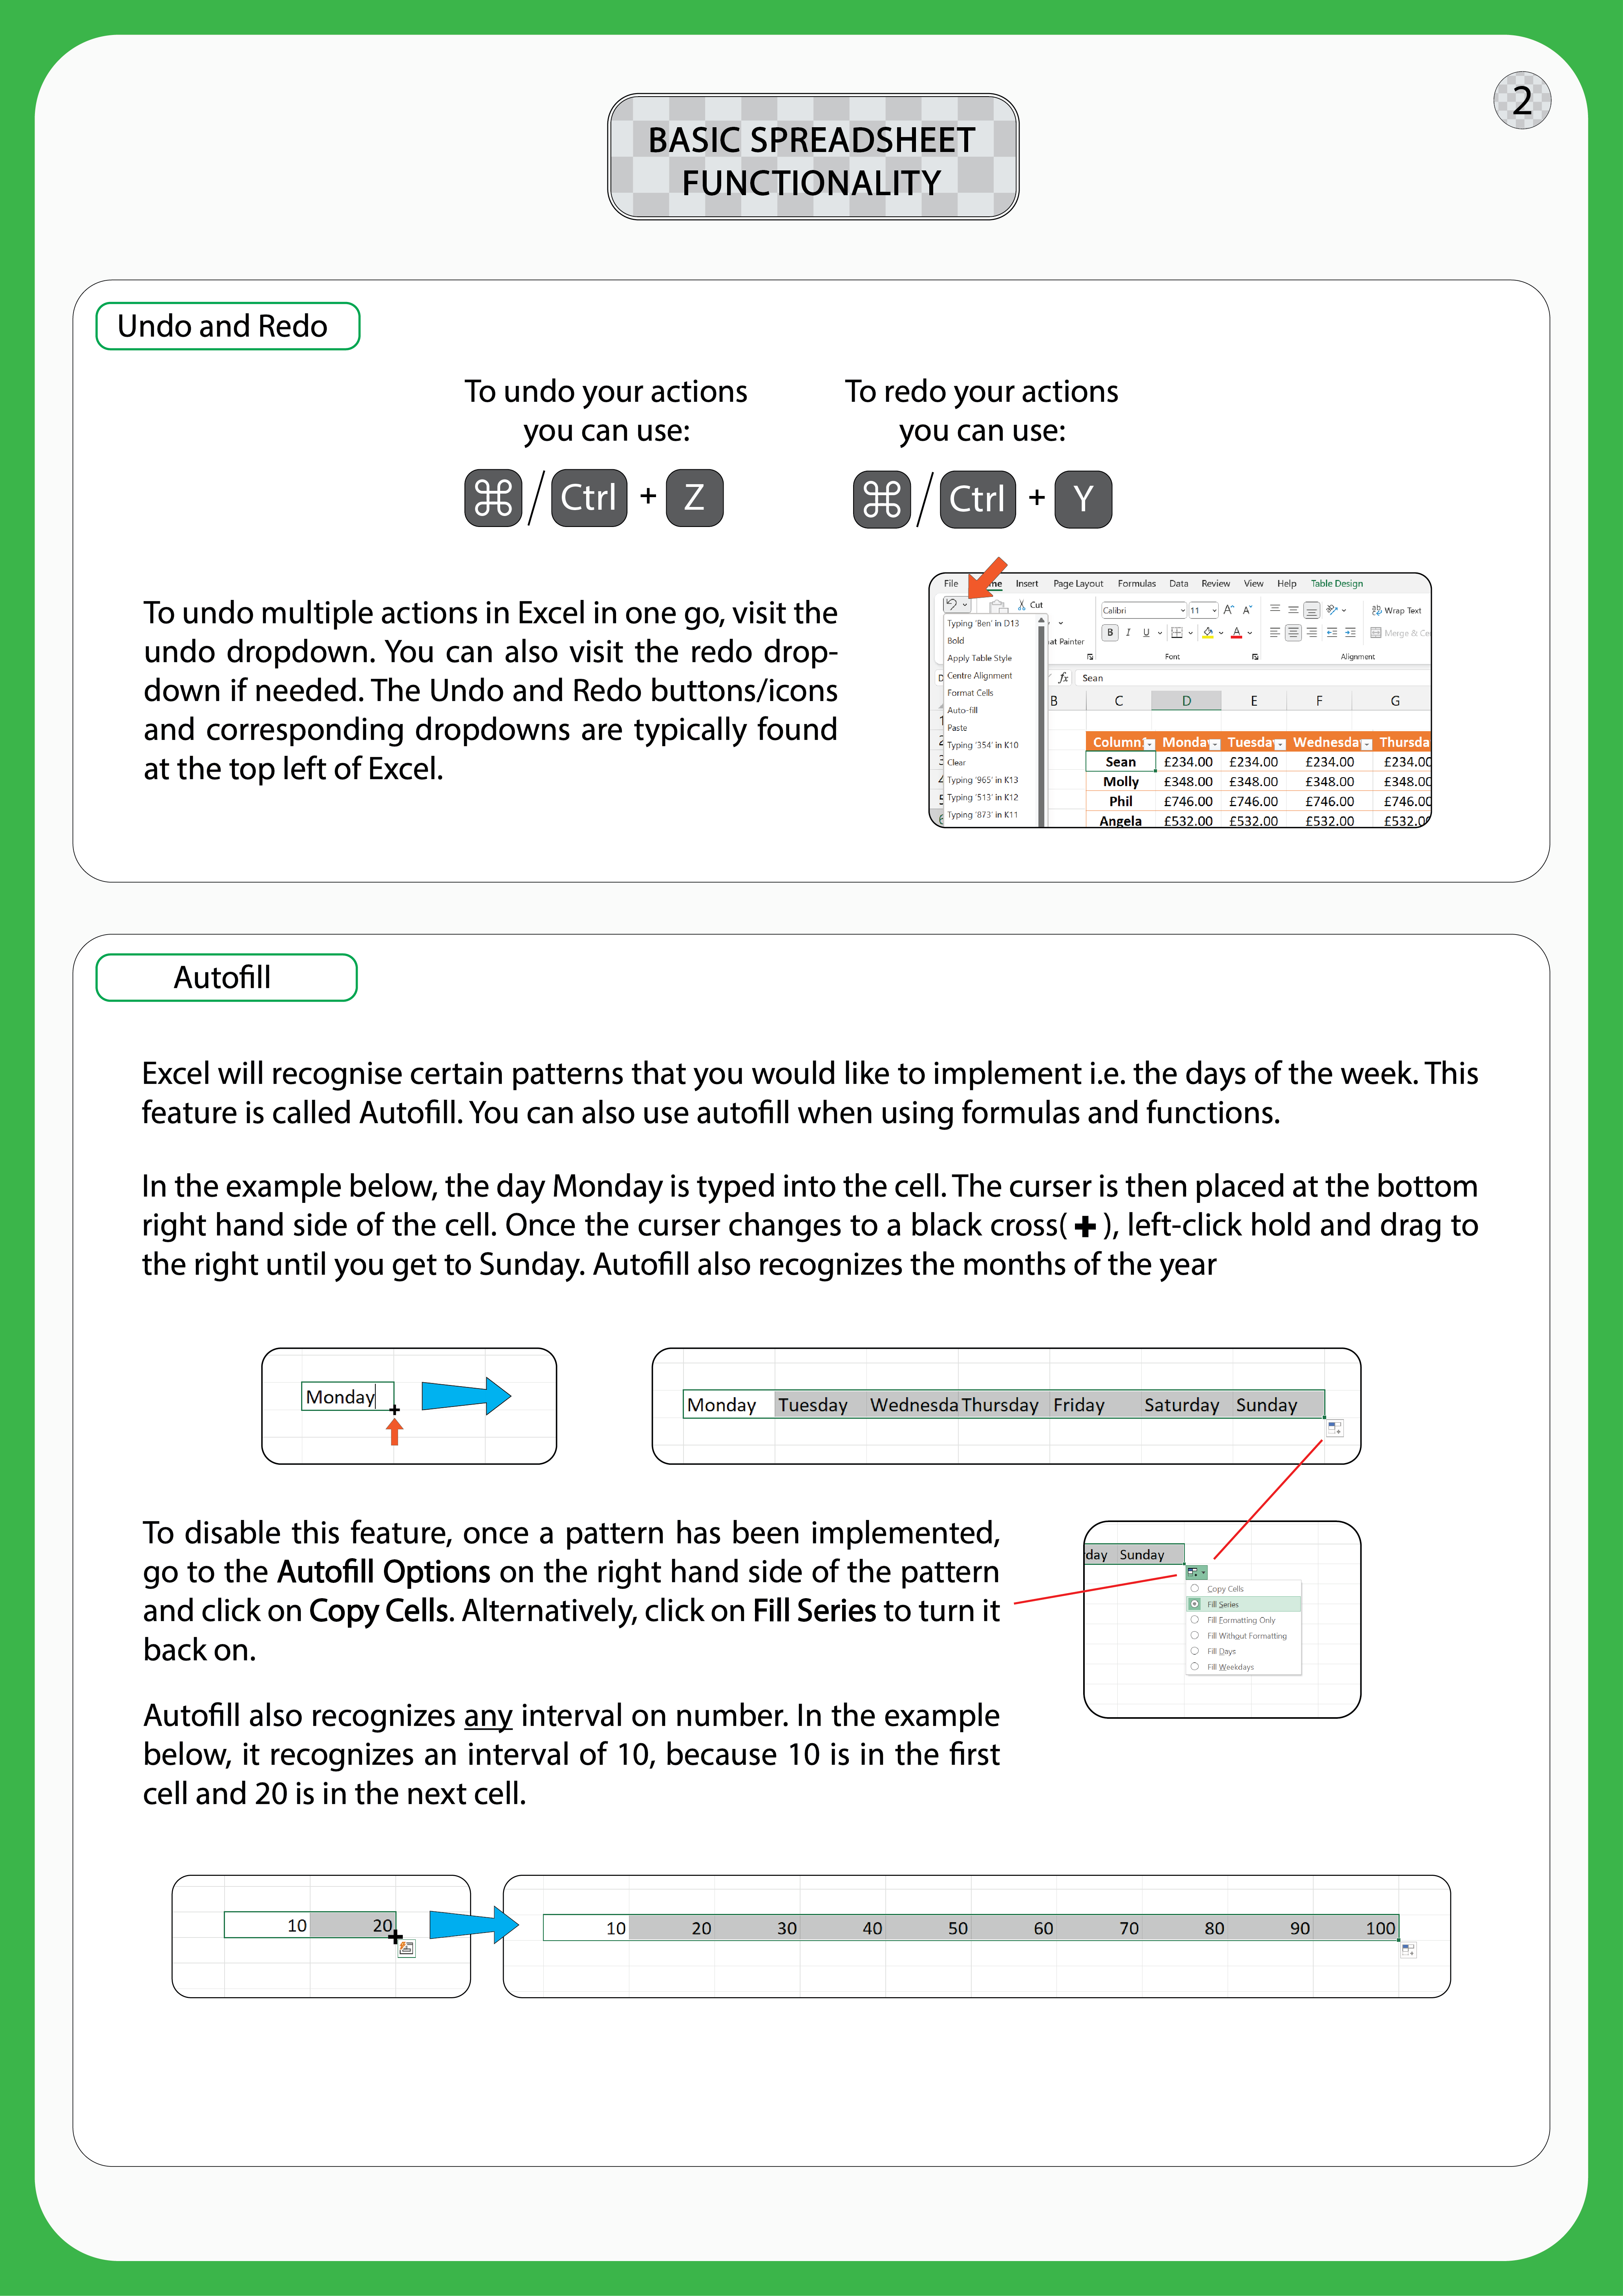 2
BASIC SPREADSHEET
FUNCTIONALITY
Undo and Redo
To undo your actions
you can use:
⌘/Ctrl + Z
To redo your actions
you can use:
⌘/Ctrl + Y
To undo multiple actions in Excel in one go, visit the
undo dropdown. You can also visit the redo drop-
down if needed. The Undo and Redo buttons/icons
and corresponding dropdowns are typically found
at the top left of Excel.
File Insert Page Layout Formulas Data Review View Help Table Design
Cut
Calibri 11 A A Wrap Text
at Painter B I U A Merge & Ce
Font Alignment
Typing 'Ben' in D13
Bold
Apply Table Style
Centre Alignment
Format Cells
Auto-fill
Paste
Typing '354' in K10
Clear
Typing '965' in K13
Typing '513' in K12
Typing '873' in K11
fx Sean
B C D E F G
Column Monda Tuesda Wednesda Thursda
Sean £234.00 £234.00 £234.00 £234.00
Molly £348.00 £348.00 £348.00 £348.00
Phil £746.00 £746.00 £746.00 £746.00
Angela £532.00 £532.00 £532.00 £532.00
Autofill
Excel will recognise certain patterns that you would like to implement i.e. the days of the week. This
feature is called Autofill. You can also use autofill when using formulas and functions.
In the example below, the day Monday is typed into the cell. The curser is then placed at the bottom
right hand side of the cell. Once the curser changes to a black cross( ✚ ), left-click hold and drag to
the right until you get to Sunday. Autofill also recognizes the months of the year
Monday
Monday Tuesday Wednesda Thursday Friday Saturday Sunday
To disable this feature, once a pattern has been implemented,
go to the Autofill Options on the right hand side of the pattern
and click on Copy Cells. Alternatively, click on Fill Series to turn it
back on.
day Sunday
Copy Cells
Fill Series
Fill Formatting Only
Fill Without Formatting
Fill Days
Fill Weekdays
Autofill also recognizes any interval on number. In the example
below, it recognizes an interval of 10, because 10 is in the first
cell and 20 is in the next cell.
10 20
10 20 30 40 50 60 70 80 90 100